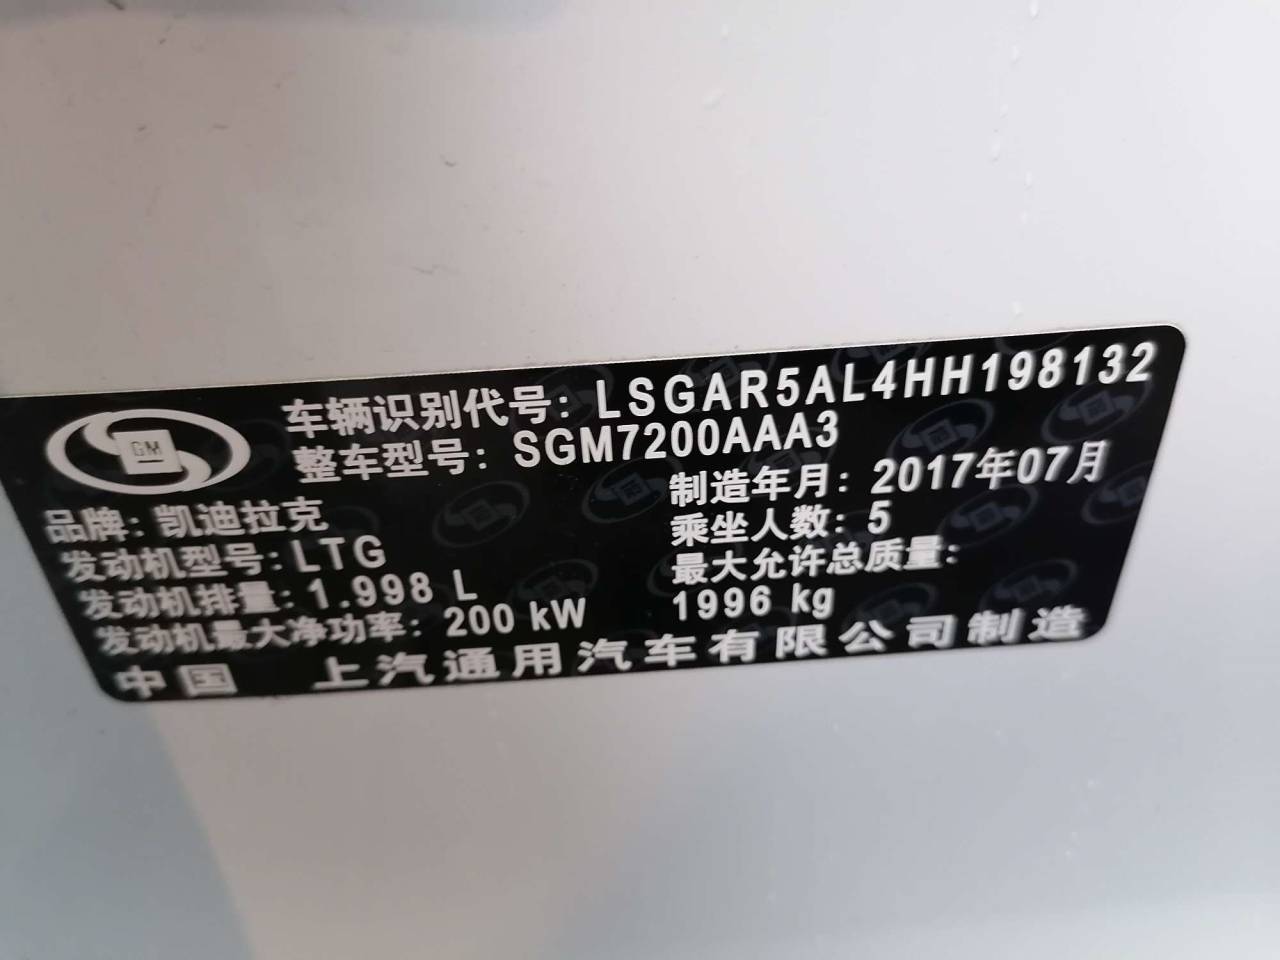 GM
车辆识别代号: LSGAR5AL4HH198132
整车型号: SGM7200AAA3
品牌: 凯迪拉克
制造年月: 2017年07月
发动机型号: LTG
乘坐人数: 5
发动机排量: 1.998 L
最大允许总质量:
发动机最大净功率: 200 kW
1996 kg
中国 上汽通用汽车有限公司制造